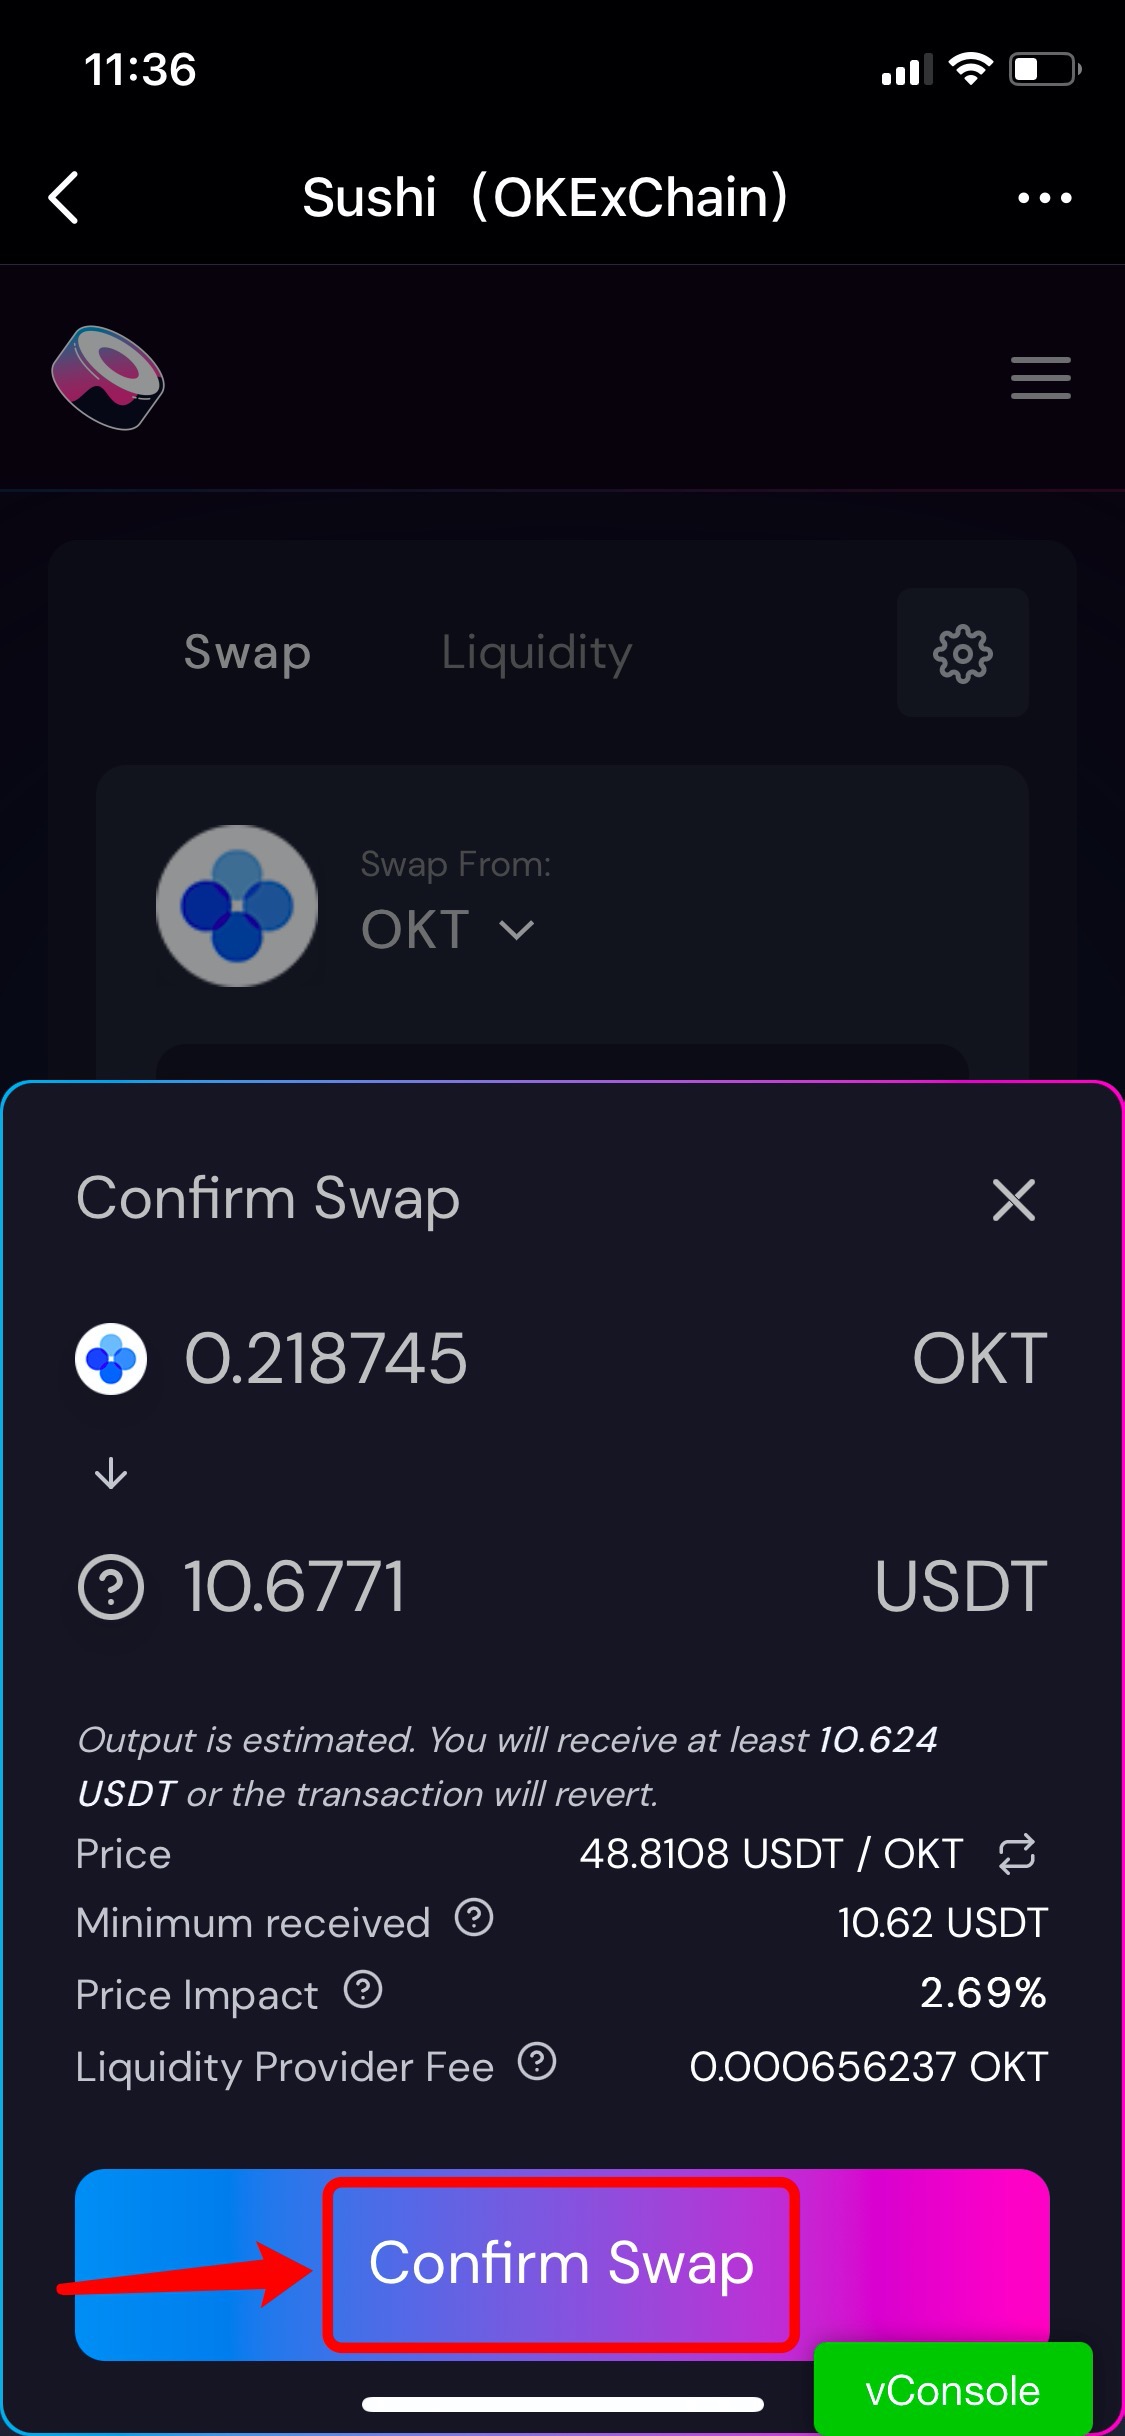 11:36
Sushi（OKExChain）
Swap Liquidity
Swap From:
OKT
Confirm Swap
0.218745 OKT
10.6771 USDT
Output is estimated. You will receive at least 10.624
USDT or the transaction will revert.
Price 48.8108 USDT / OKT
Minimum received 10.62 USDT
Price Impact 2.69%
Liquidity Provider Fee 0.000656237 OKT
Confirm Swap
vConsole